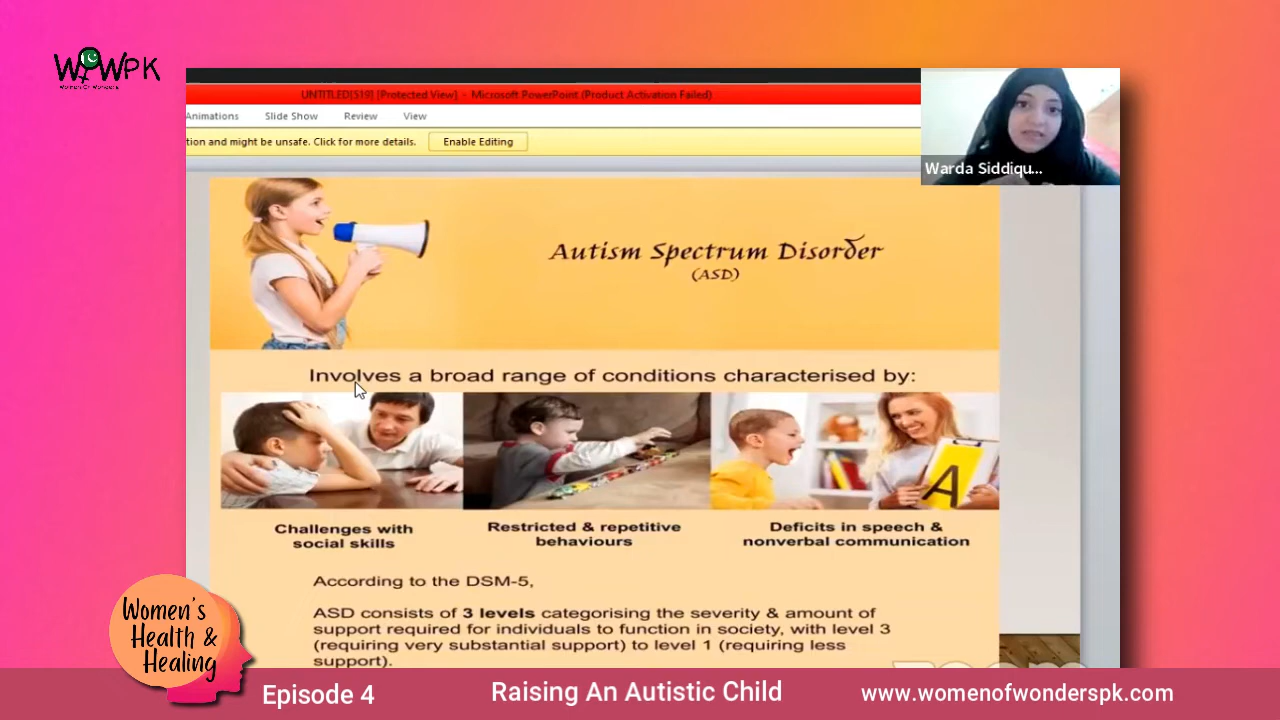 WOWPK
Women Of Wonders
UNTITLED[519] [Protected View] - Microsoft PowerPoint (Product Activation Failed)
Animations Slide Show Review View
tion and might be unsafe. Click for more details. Enable Editing
Warda Siddiqu...
Autism Spectrum Disorder
(ASD)
Involves a broad range of conditions characterised by:
A
Challenges with
social skills
Restricted & repetitive
behaviours
Deficits in speech &
nonverbal communication
According to the DSM-5,
ASD consists of 3 levels categorising the severity & amount of
support required for individuals to function in society, with level 3
(requiring very substantial support) to level 1 (requiring less
support).
zoom
Women's
Health &
Healing
Episode 4
Raising An Autistic Child
www.womenofwonderspk.com